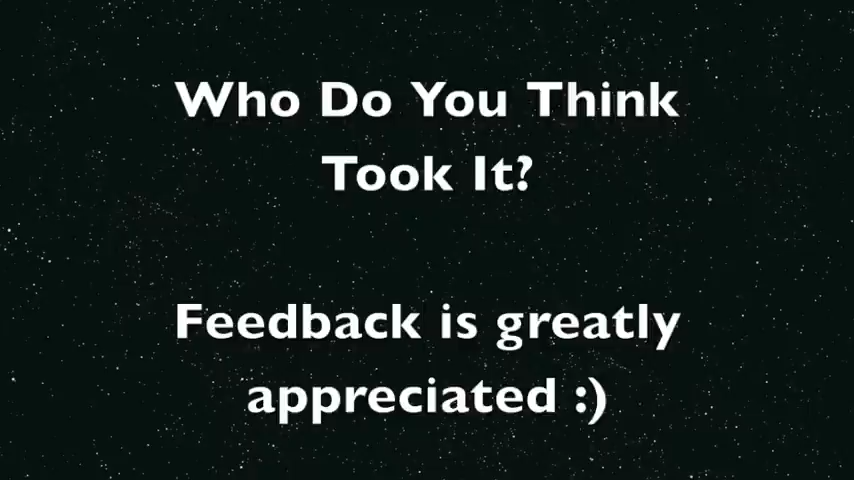 Who Do You Think
Took It?
Feedback is greatly
appreciated :)